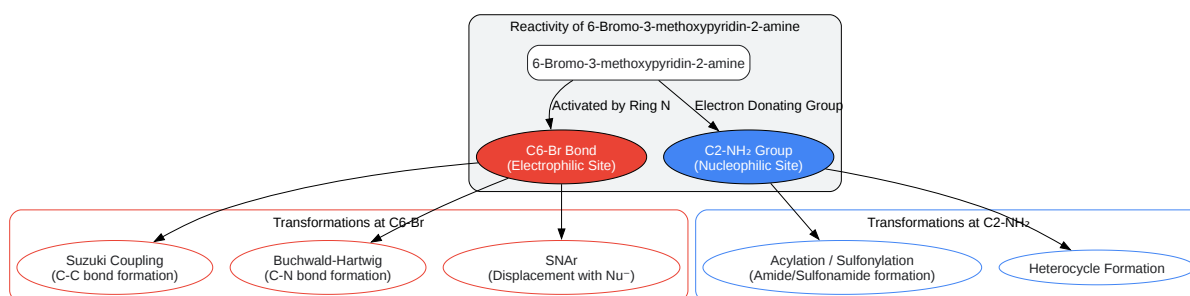 Reactivity of 6-Bromo-3-methoxypyridin-2-amine
6-Bromo-3-methoxypyridin-2-amine
Activated by Ring N
Electron Donating Group
C6-Br Bond
(Electrophilic Site)
C2-NH₂ Group
(Nucleophilic Site)
Transformations at C6-Br
Transformations at C2-NH₂
Suzuki Coupling
(C-C bond formation)
Buchwald-Hartwig
(C-N bond formation)
SNAr
(Displacement with Nu⁻)
Acylation / Sulfonylation
(Amide/Sulfonamide formation)
Heterocycle Formation